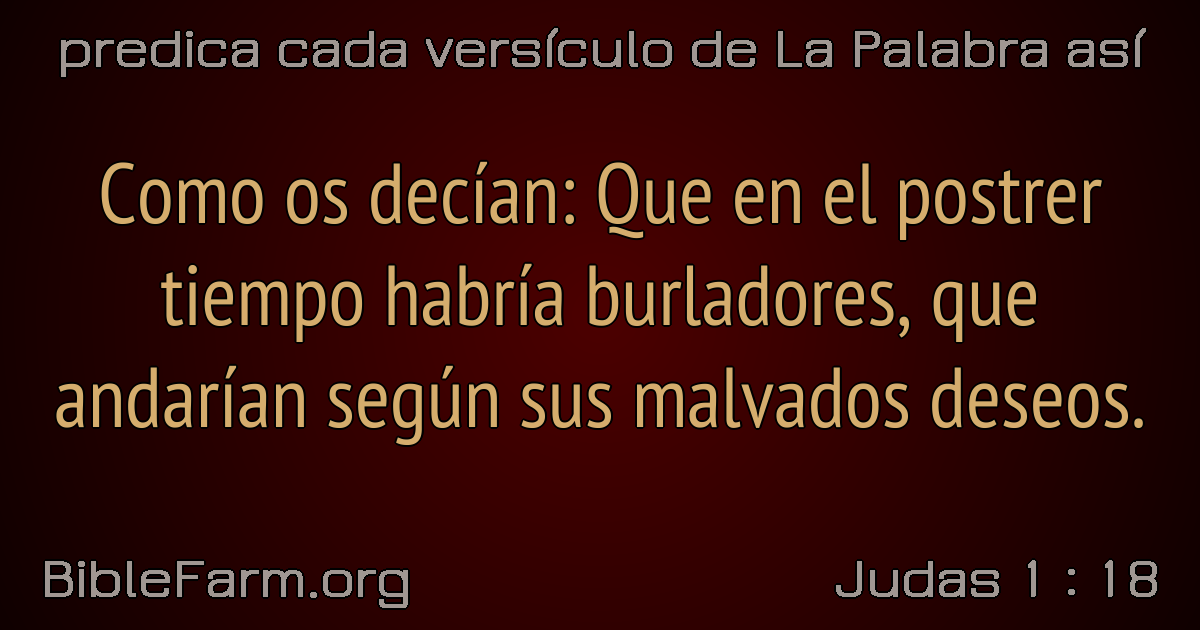 predica cada versículo de La Palabra así
Como os decían: Que en el postrer
tiempo habría burladores, que
andarían según sus malvados deseos.
BibleFarm.org
Judas 1 : 18